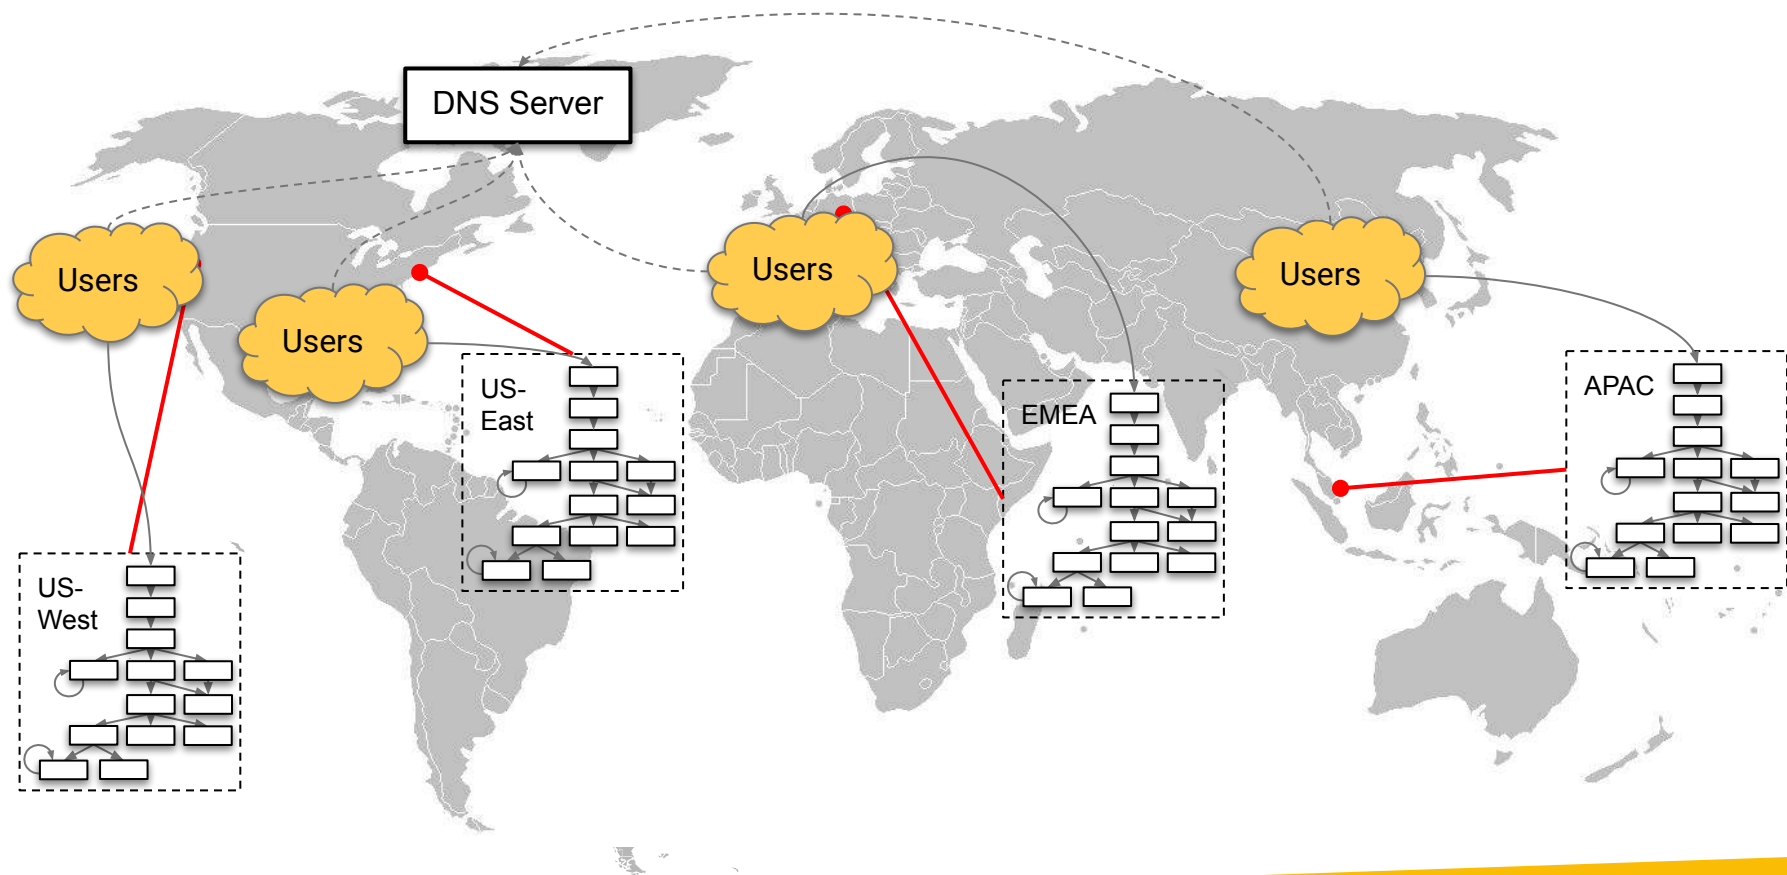 DNS Server
Users
Users
Users
Users
US-
East
EMEA
APAC
US-
West